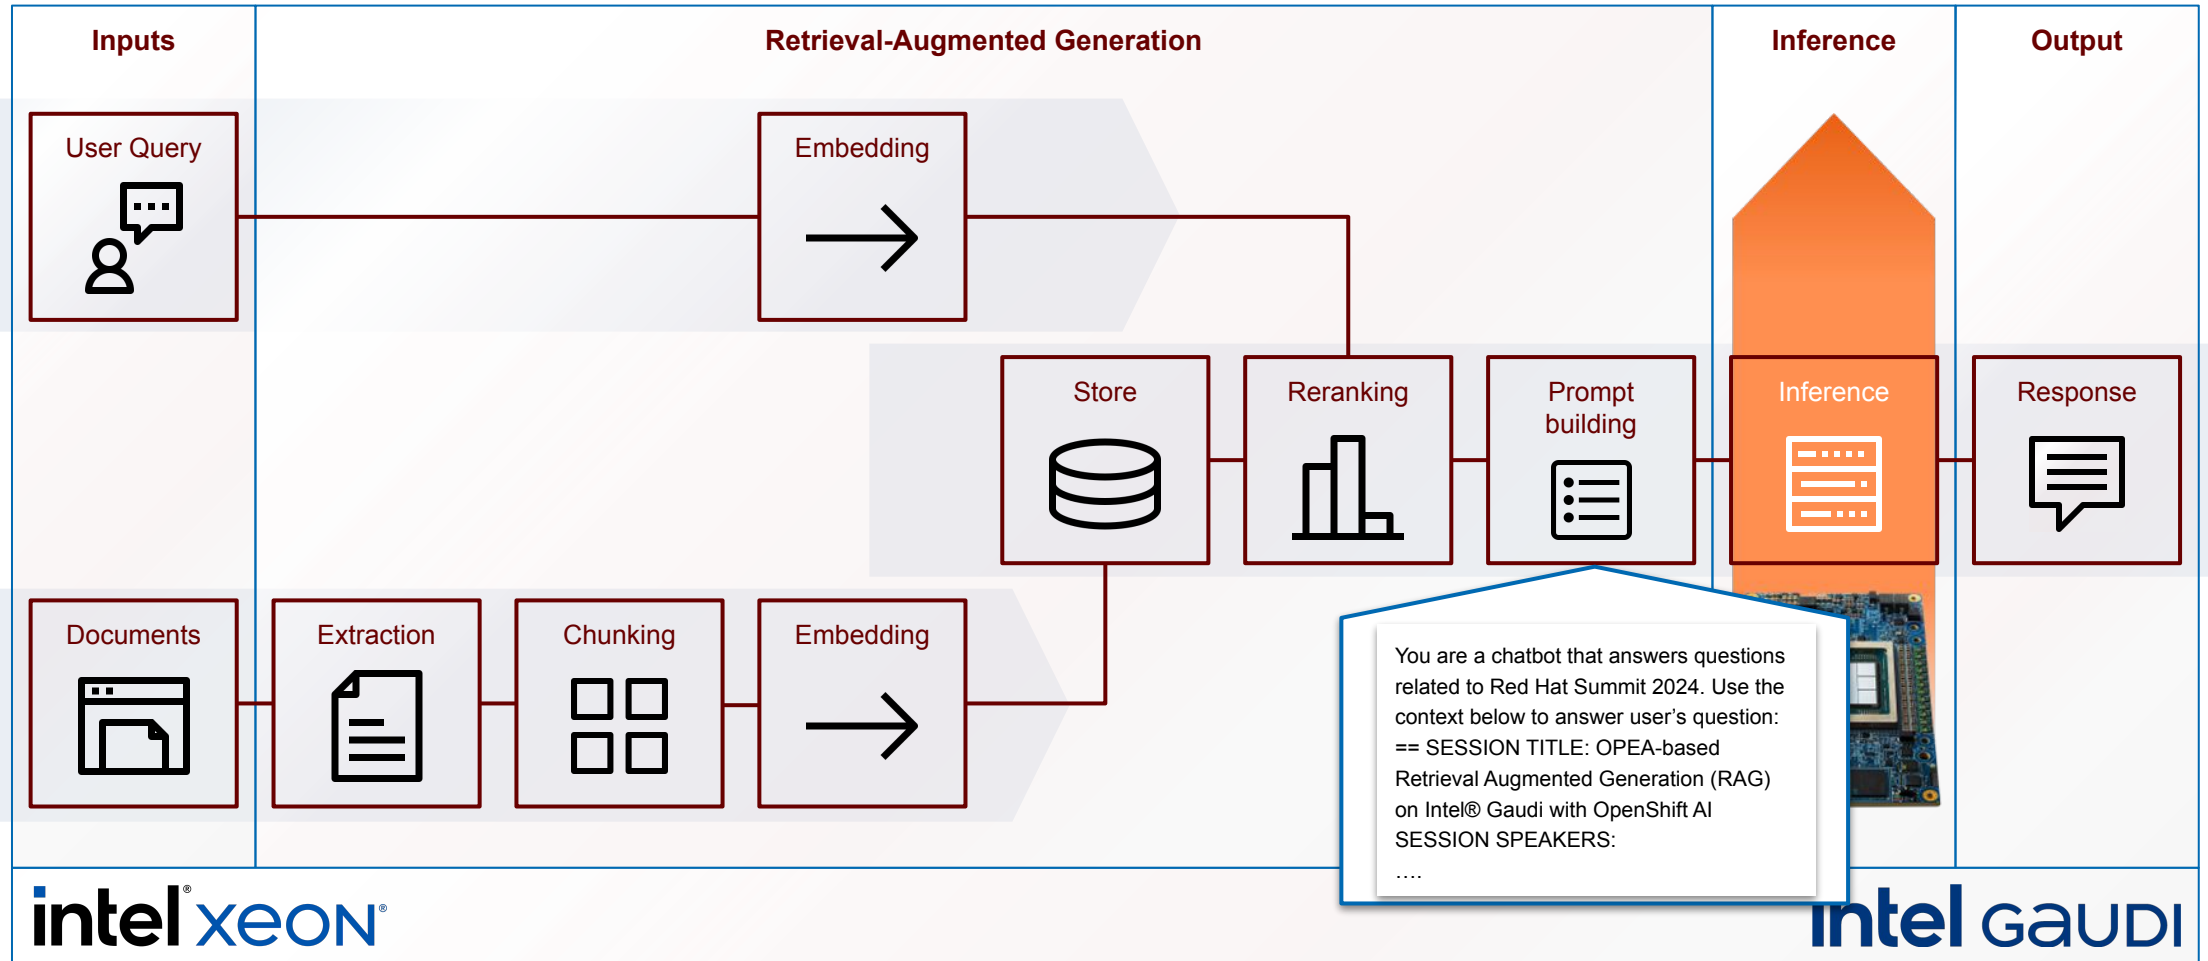 Inputs
Retrieval-Augmented Generation
Inference
Output
User Query
Embedding
Store
Reranking
Prompt
building
Inference
Response
Documents
Extraction
Chunking
Embedding
You are a chatbot that answers questions
related to Red Hat Summit 2024. Use the
context below to answer user’s question:
== SESSION TITLE: OPEA-based
Retrieval Augmented Generation (RAG)
on Intel® Gaudi with OpenShift AI
SESSION SPEAKERS:
….
intel® xeon®
intel GAUDI